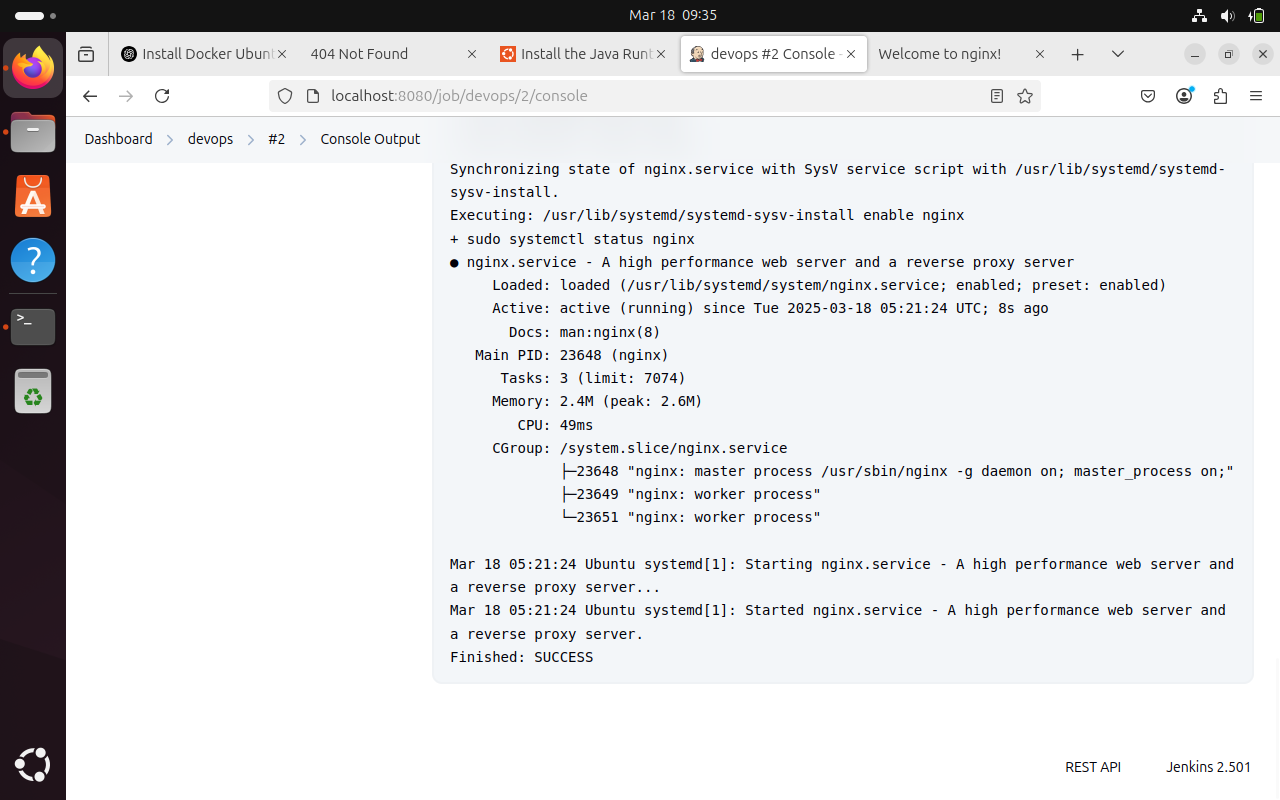 Mar 18 09:35
Install Docker Ubunt
404 Not Found
Install the Java Runt
devops #2 Console -
Welcome to nginx!
localhost:8080/job/devops/2/console
Dashboard
devops
#2
Console Output
Synchronizing state of nginx.service with SysV service script with /usr/lib/systemd/systemd-
sysv-install.
Executing: /usr/lib/systemd/systemd-sysv-install enable nginx
+ sudo systemctl status nginx
● nginx.service - A high performance web server and a reverse proxy server
     Loaded: loaded (/usr/lib/systemd/system/nginx.service; enabled; preset: enabled)
     Active: active (running) since Tue 2025-03-18 05:21:24 UTC; 8s ago
       Docs: man:nginx(8)
   Main PID: 23648 (nginx)
      Tasks: 3 (limit: 7074)
     Memory: 2.4M (peak: 2.6M)
        CPU: 49ms
     CGroup: /system.slice/nginx.service
             ├─23648 "nginx: master process /usr/sbin/nginx -g daemon on; master_process on;"
             ├─23649 "nginx: worker process"
             └─23651 "nginx: worker process"
Mar 18 05:21:24 Ubuntu systemd[1]: Starting nginx.service - A high performance web server and
a reverse proxy server...
Mar 18 05:21:24 Ubuntu systemd[1]: Started nginx.service - A high performance web server and
a reverse proxy server.
Finished: SUCCESS
REST API
Jenkins 2.501